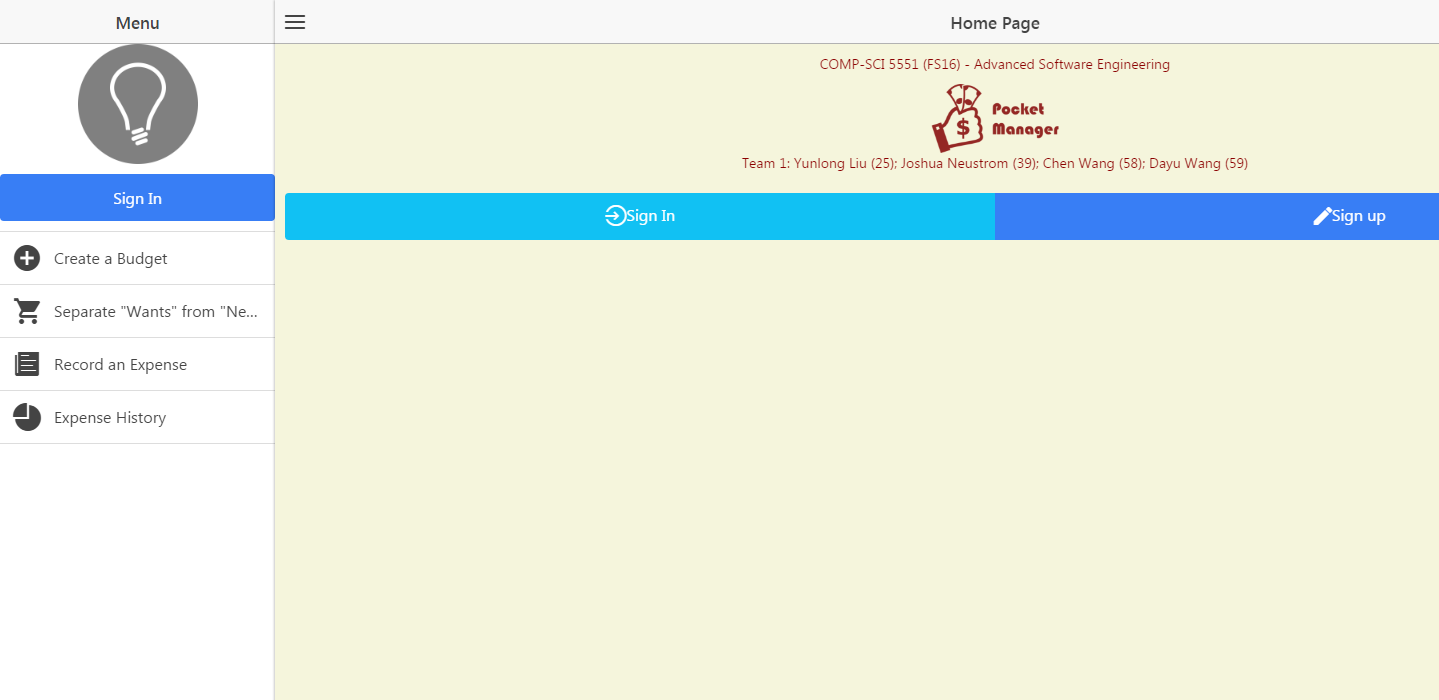 Menu
Sign In
Create a Budget
Separate "Wants" from "Ne...
Record an Expense
Expense History
Home Page
COMP-SCI 5551 (FS16) - Advanced Software Engineering
$
Pocket
Manager
Team 1: Yunlong Liu (25); Joshua Neustrom (39); Chen Wang (58); Dayu Wang (59)
Sign In
Sign up